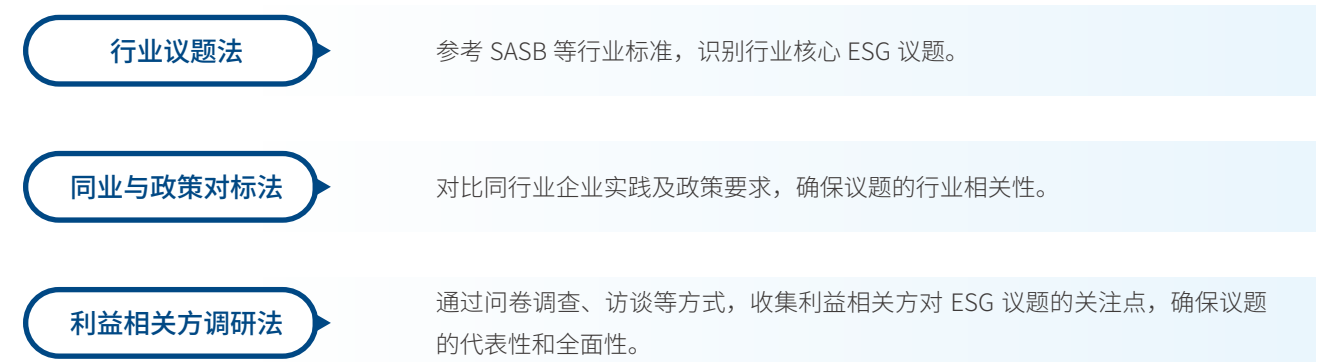 行业议题法
参考 SASB 等行业标准，识别行业核心 ESG 议题。
同业与政策对标法
对比同行业企业实践及政策要求，确保议题的行业相关性。
利益相关方调研法
通过问卷调查、访谈等方式，收集利益相关方对 ESG 议题的关注点，确保议题
的代表性和全面性。